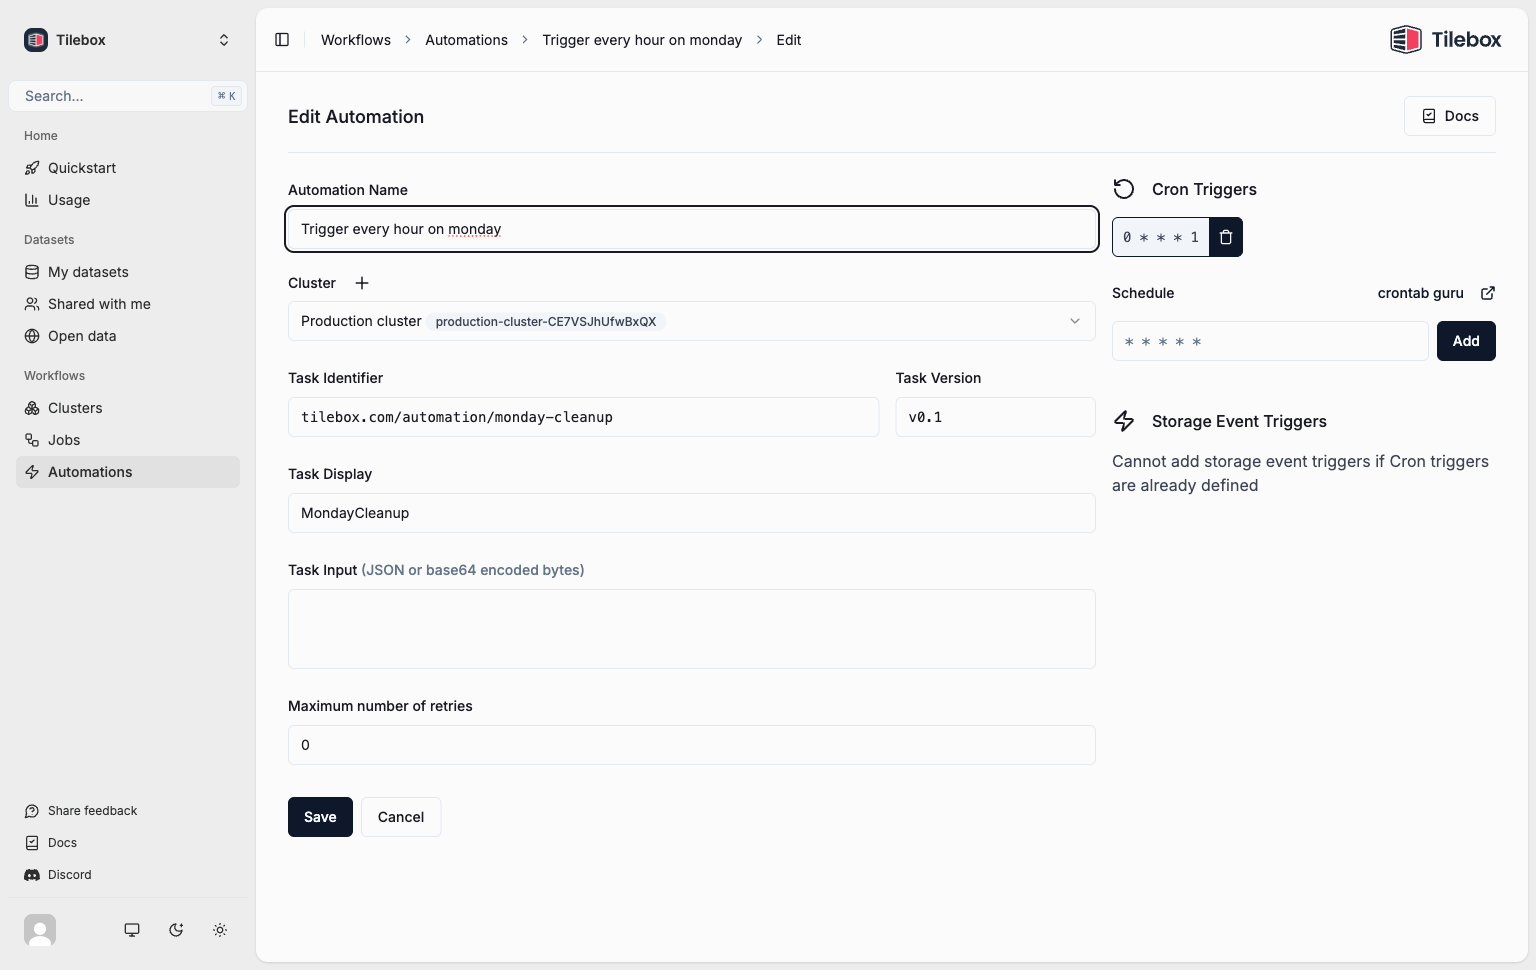 Tilebox
Search...
⌘ K
Home
Quickstart
Usage
Datasets
My datasets
Shared with me
Open data
Workflows
Clusters
Jobs
Automations
Share feedback
Docs
Discord
Workflows > Automations > Trigger every hour on monday > Edit
Tilebox
Edit Automation
Docs
Automation Name
Trigger every hour on monday
Cluster +
Production cluster production-cluster-CE7VSJhUfwBxQX
Task Identifier
tilebox.com/automation/monday-cleanup
Task Version
v0.1
Task Display
MondayCleanup
Task Input (JSON or base64 encoded bytes)
Maximum number of retries
0
Save
Cancel
Cron Triggers
0 * * * 1
Schedule
crontab guru
* * * * *
Add
Storage Event Triggers
Cannot add storage event triggers if Cron triggers
are already defined